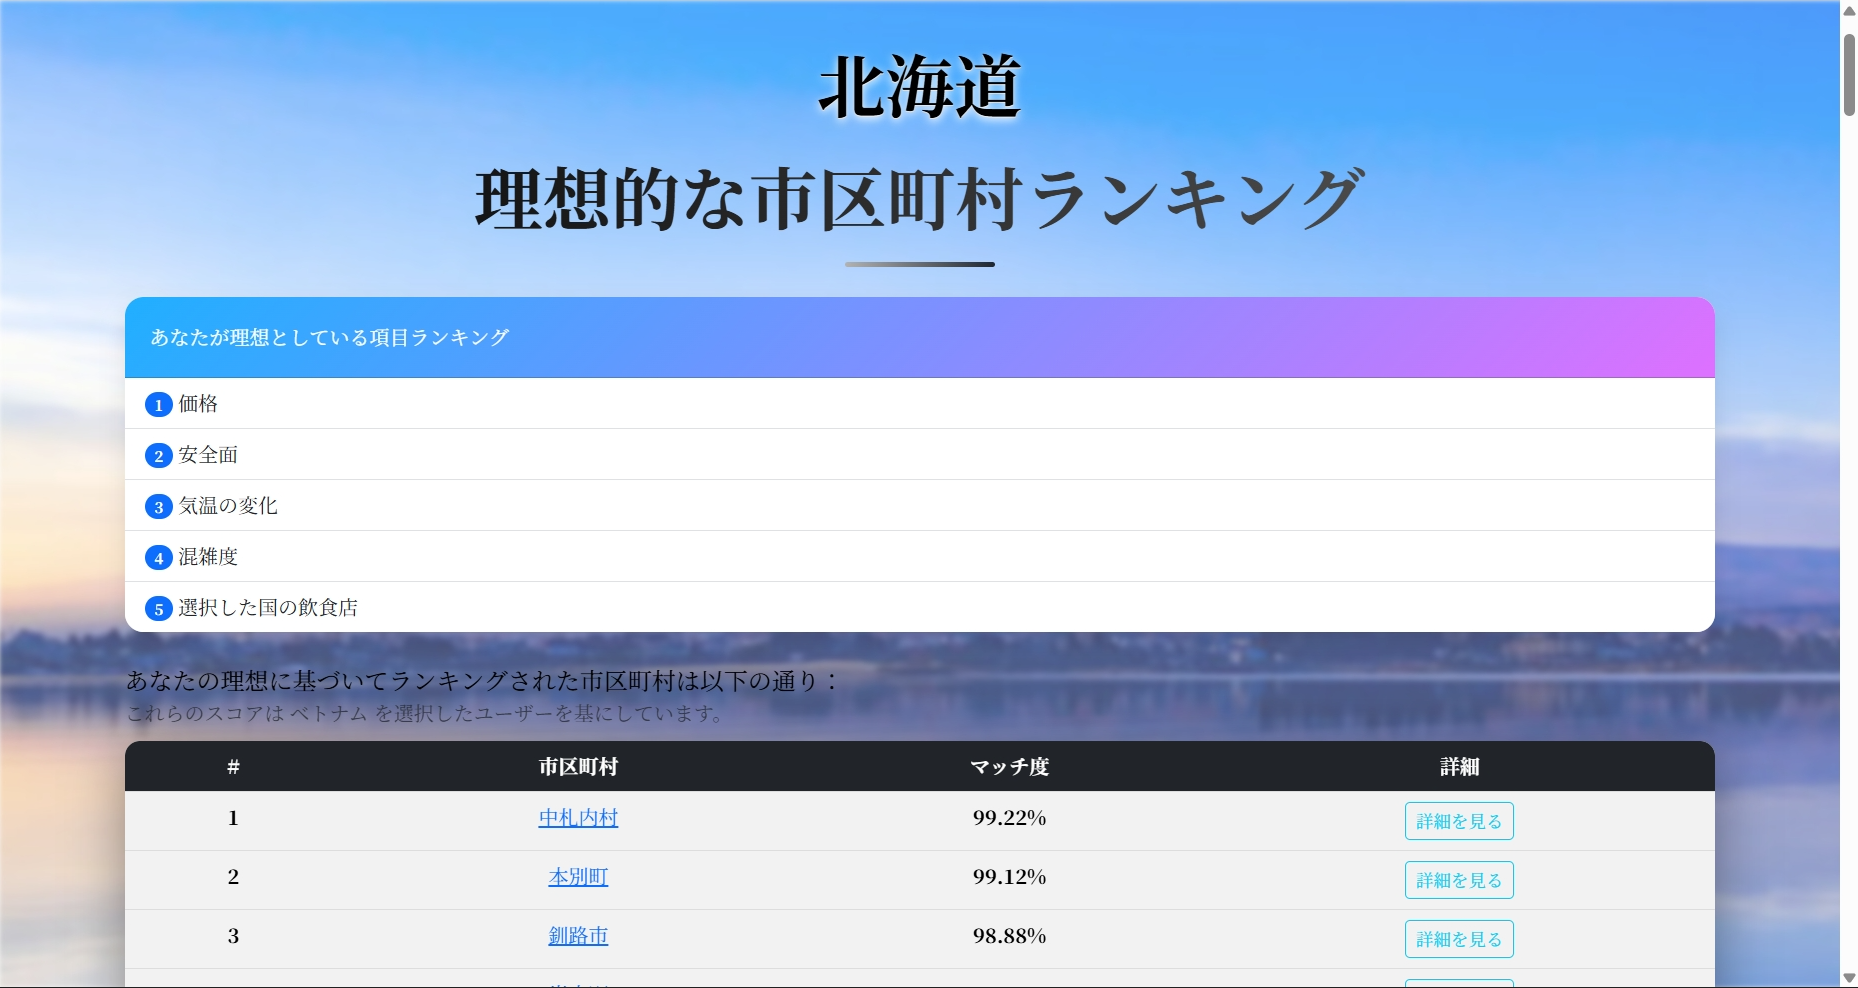 北海道
理想的な市区町村ランキング
あなたが理想としている項目ランキング
1 価格
2 安全面
3 気温の変化
4 混雑度
5 選択した国の飲食店
あなたの理想に基づいてランキングされた市区町村は以下の通り：
これらのスコアは ベトナム を選択したユーザーを基にしています。
# 市区町村 マッチ度 詳細
1 中札内村 99.22% 詳細を見る
2 本別町 99.12% 詳細を見る
3 釧路市 98.88% 詳細を見る